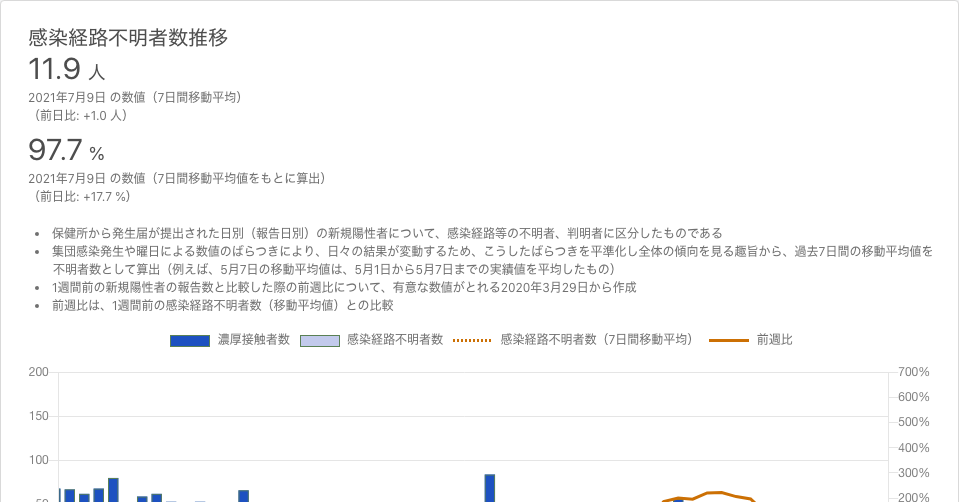 感染経路不明者数推移
11.9 人
2021年7月9日 の数値（7日間移動平均）
（前日比: +1.0 人）
97.7 %
2021年7月9日 の数値（7日間移動平均値をもとに算出）
（前日比: +17.7 %）
• 保健所から発生届が提出された日別（報告日別）の新規陽性者について、感染経路等の不明者、判明者に区分したものである
• 集団感染発生や曜日による数値のばらつきにより、日々の結果が変動するため、こうしたばらつきを平準化し全体の傾向を見る趣旨から、過去7日間の移動平均値を
不明者数として算出（例えば、5月7日の移動平均値は、5月1日から5月7日までの実績値を平均したもの）
• 1週間前の新規陽性者の報告数と比較した際の前週比について、有意な数値がとれる2020年3月29日から作成
• 前週比は、1週間前の感染経路不明者数（移動平均値）との比較
濃厚接触者数 感染経路不明者数 感染経路不明者数（7日間移動平均） 前週比
200 700%
600%
150 500%
400%
100 300%
50 200%